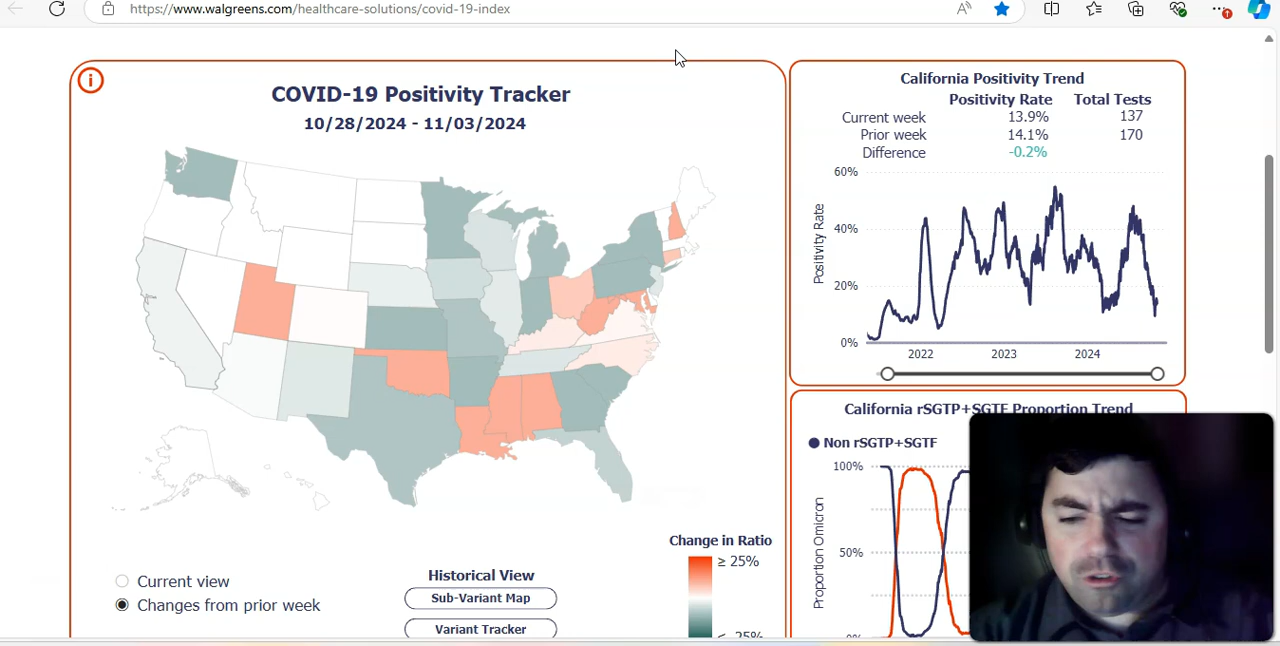 https://www.walgreens.com/healthcare-solutions/covid-19-index
COVID-19 Positivity Tracker
10/28/2024 - 11/03/2024
Current view
Changes from prior week
Historical View
Sub-Variant Map
Variant Tracker
Change in Ratio
≥ 25%
California Positivity Trend
Positivity Rate Total Tests
Current week 13.9% 137
Prior week 14.1% 170
Difference -0.2%
Positivity Rate
60%
40%
20%
0%
2022 2023 2024
California rSGTP+SGTF Proportion Trend
Non rSGTP+SGTF
Proportion Omicron
100%
50%